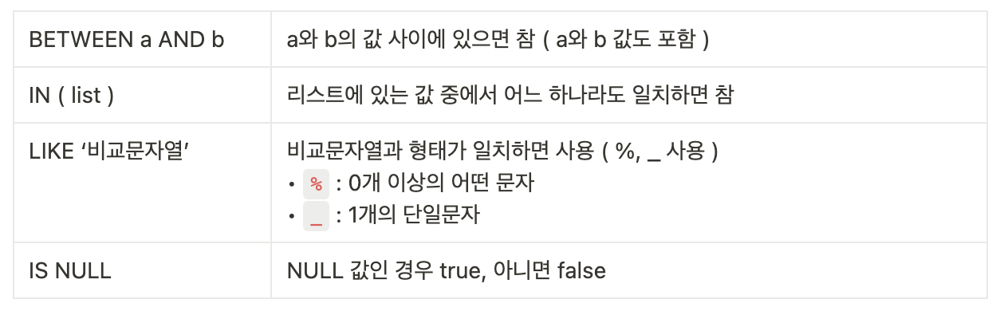 BETWEEN a AND b
a와 b의 값 사이에 있으면 참 ( a와 b 값도 포함 )
IN ( list )
리스트에 있는 값 중에서 어느 하나라도 일치하면 참
LIKE ‘비교문자열’
비교문자열과 형태가 일치하면 사용 ( %, _ 사용 )
• % : 0개 이상의 어떤 문자
• _ : 1개의 단일문자
IS NULL
NULL 값인 경우 true, 아니면 false